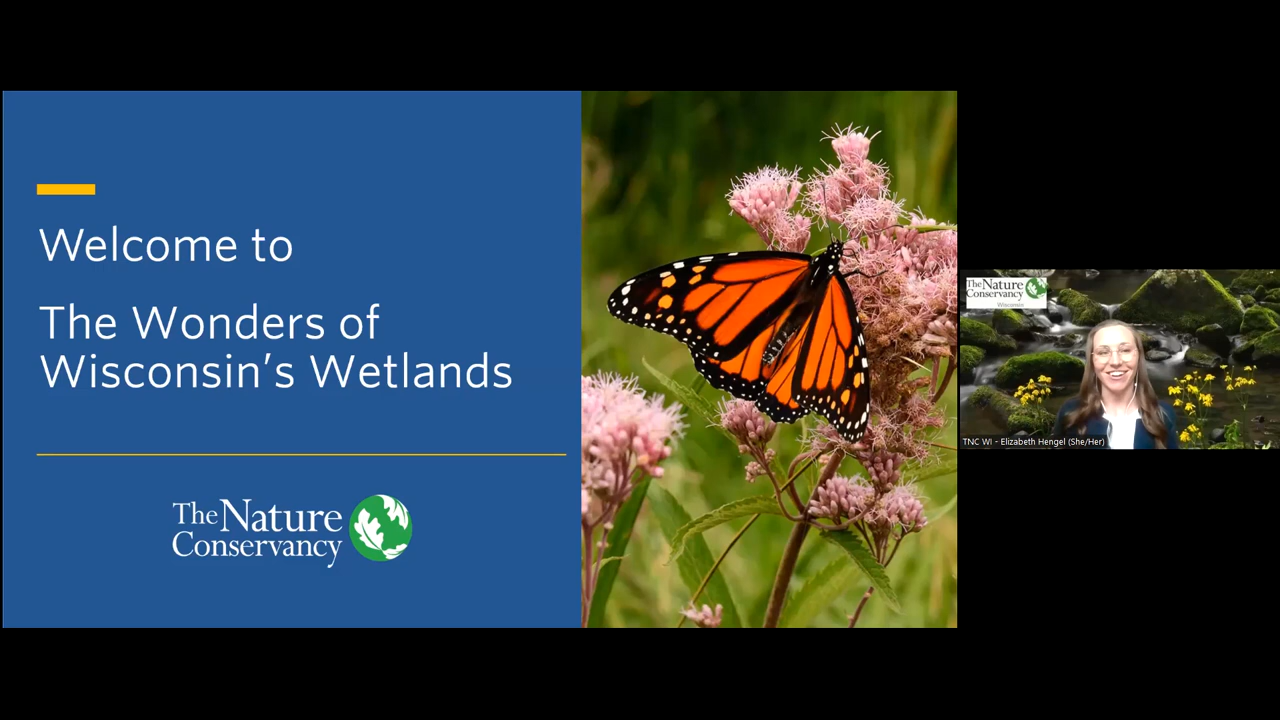 Welcome to
The Wonders of
Wisconsin's Wetlands
The Nature
Conservancy
The Nature
Conservancy
Wisconsin
TNC WI - Elizabeth Hengel (She/Her)